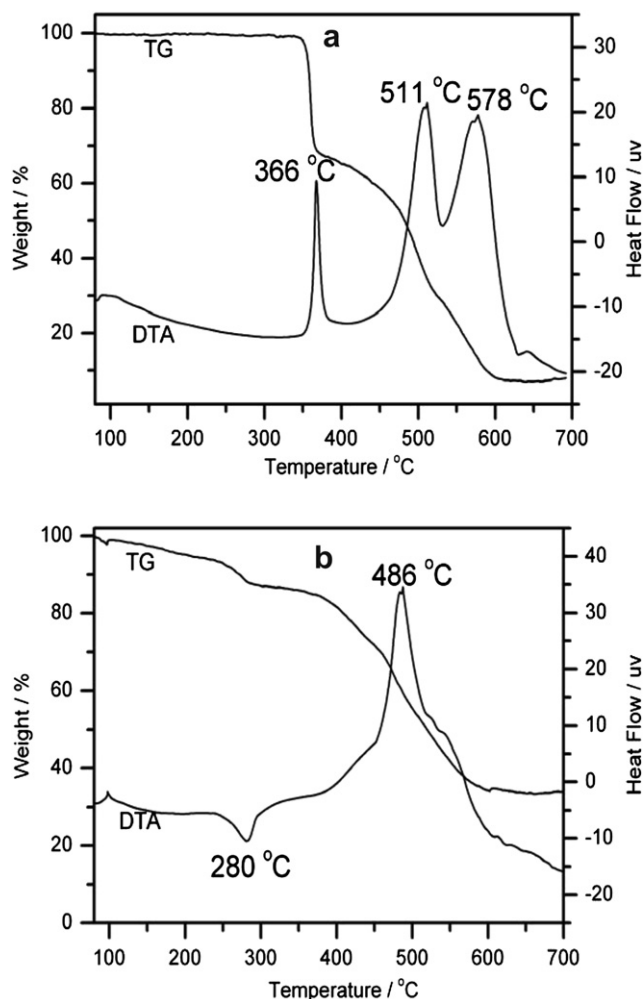 a
TG
100
80
60
40
20
30
20
10
0
-10
-20
511 °C
578 °C
366 °C
DTA
Weight / %
Heat Flow / uv
100
200
300
400
500
600
700
Temperature / °C
b
TG
100
80
60
40
20
0
40
30
20
10
0
-10
-20
486 °C
DTA
280 °C
Weight / %
Heat Flow / uv
100
200
300
400
500
600
700
Temperature / °C